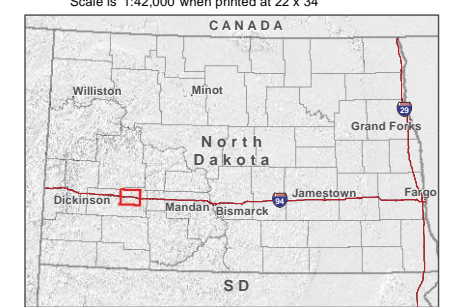 Scale is 1:42,000 when printed at 22 x 34
CANADA
Williston
Minot
29
Grand Forks
North
Dakota
Dickinson
Mandan
Bismarck
94
Jamestown
Fargo
SD